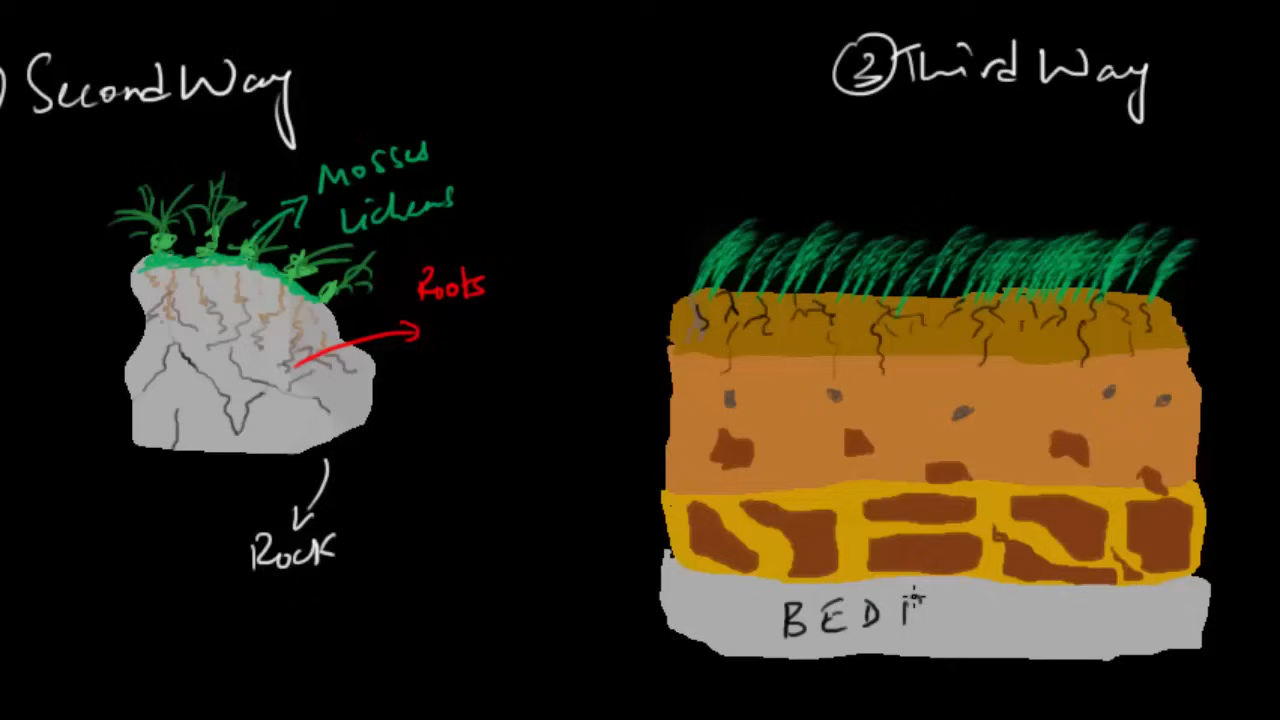 ) Second Way
③ Third Way
Mosses
Lichens
Roots
Rock
BED